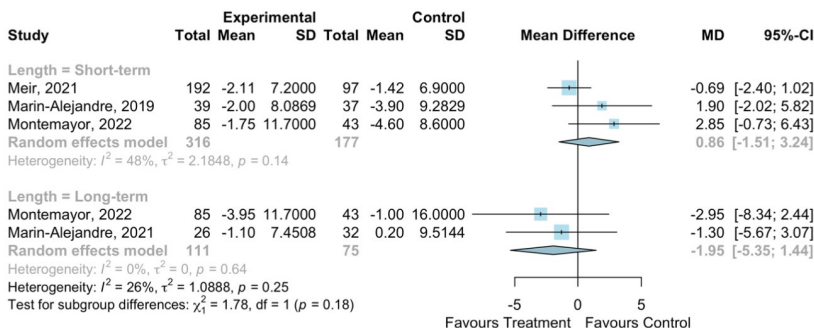 Experimental Control
Study Total Mean SD Total Mean SD Mean Difference MD 95%-CI
Length = Short-term
Meir, 2021 192 -2.11 7.2000 97 -1.42 6.9000 -0.69 [-2.40; 1.02]
Marin-Alejandre, 2019 39 -2.00 8.0869 37 -3.90 9.2829 1.90 [-2.02; 5.82]
Montemayor, 2022 85 -1.75 11.7000 43 -4.60 8.6000 2.85 [-0.73; 6.43]
Random effects model 316 177 0.86 [-1.51; 3.24]
Heterogeneity: I² = 48%, τ² = 2.1848, p = 0.14
Length = Long-term
Montemayor, 2022 85 -3.95 11.7000 43 -1.00 16.0000 -2.95 [-8.34; 2.44]
Marin-Alejandre, 2021 26 -1.10 7.4508 32 0.20 9.5144 -1.30 [-5.67; 3.07]
Random effects model 111 75 -1.95 [-5.35; 1.44]
Heterogeneity: I² = 0%, τ² = 0, p = 0.64
Heterogeneity: I² = 26%, τ² = 1.0888, p = 0.25
Test for subgroup differences: χ²₁ = 1.78, df = 1 (p = 0.18)
-5 0 5
Favours Treatment Favours Control